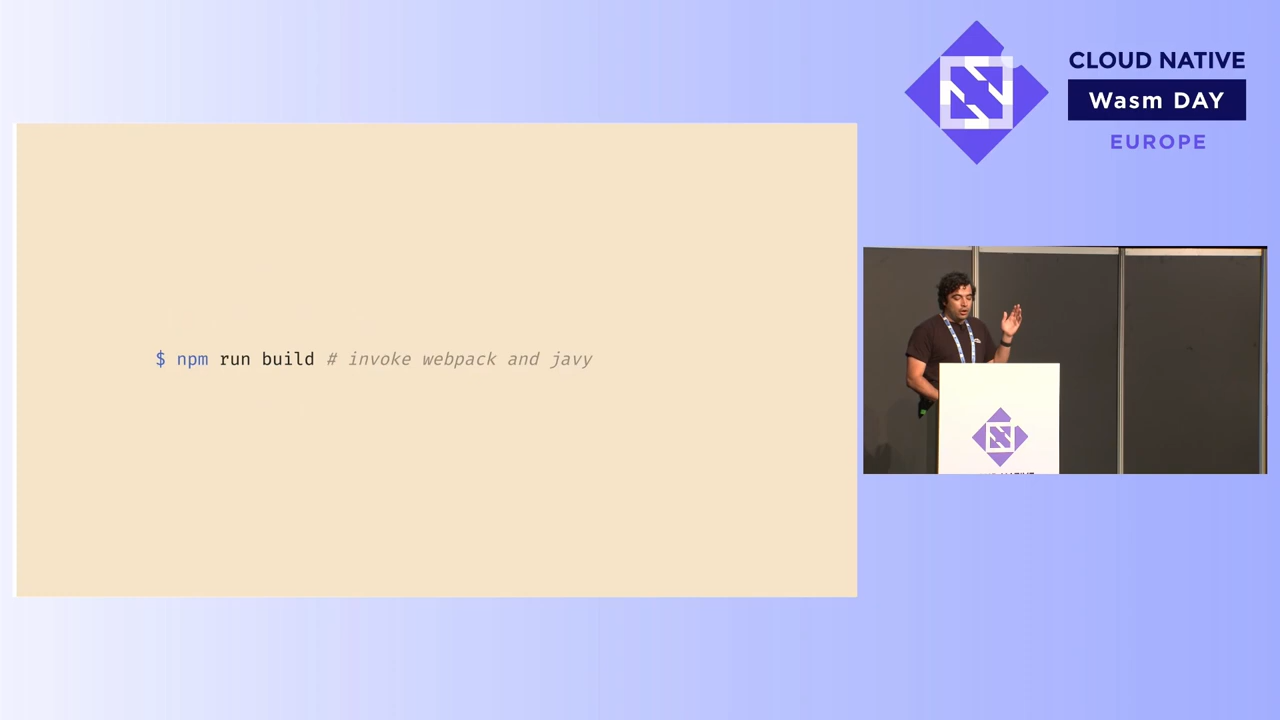 CLOUD NATIVE
Wasm DAY
EUROPE
$ npm run build # invoke webpack and javy